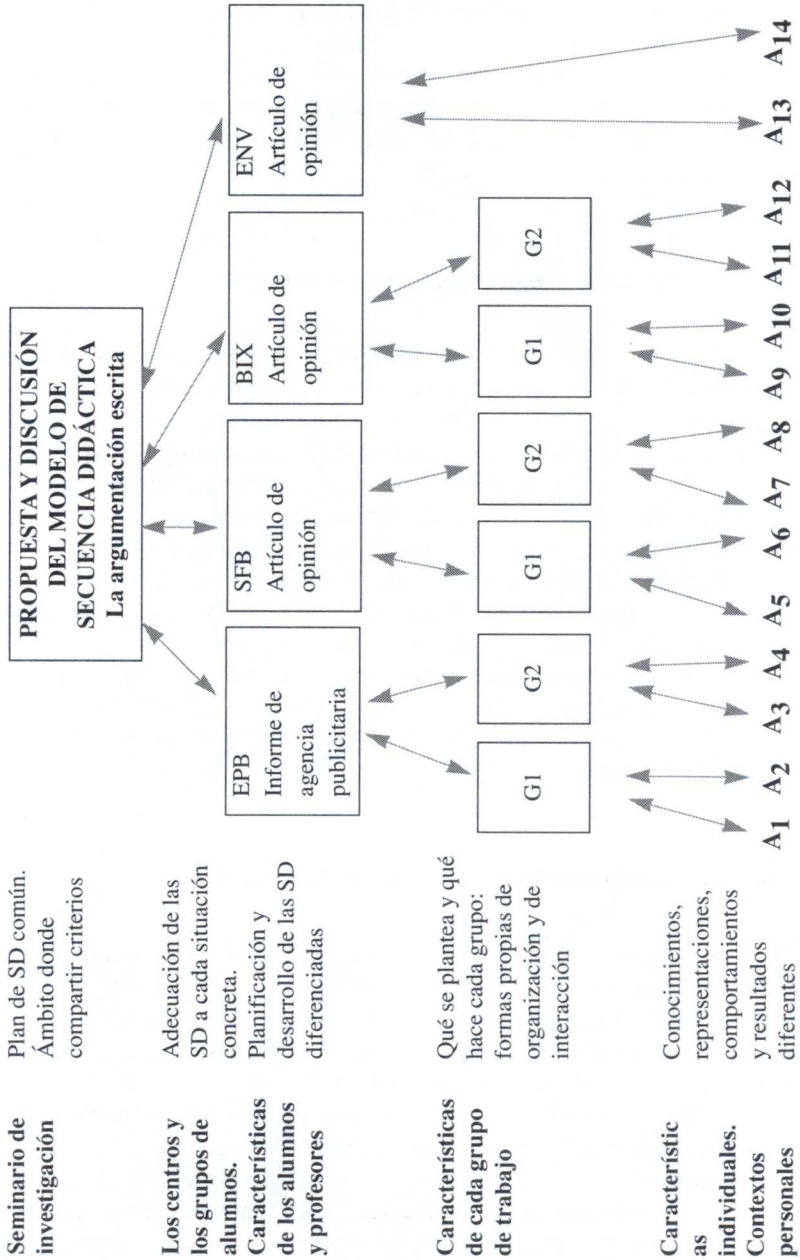 Seminario de
investigación
Plan de SD común.
Ámbito donde
compartir criterios
PROPUESTA Y DISCUSIÓN
DEL MODELO DE
SECUENCIA DIDÁCTICA
La argumentación escrita
Los centros y
los grupos de
alumnos.
Características
de los alumnos
y profesores
Adecuación de las
SD a cada situación
concreta.
Planificación y
desarrollo de las SD
diferenciadas
EPB
Informe de
agencia
publicitaria
SFB
Artículo de
opinión
BIX
Artículo de
opinión
ENV
Artículo de
opinión
Características
de cada grupo
de trabajo
Qué se plantea y qué
hace cada grupo:
formas propias de
organización y de
interacción
G1
G2
G1
G2
G1
G2
Característic
as
individuales.
Contextos
personales
Conocimientos,
representaciones,
comportamientos
y resultados
diferentes
A1 A2 A3 A4 A5 A6 A7 A8 A9 A10 A11 A12 A13 A14